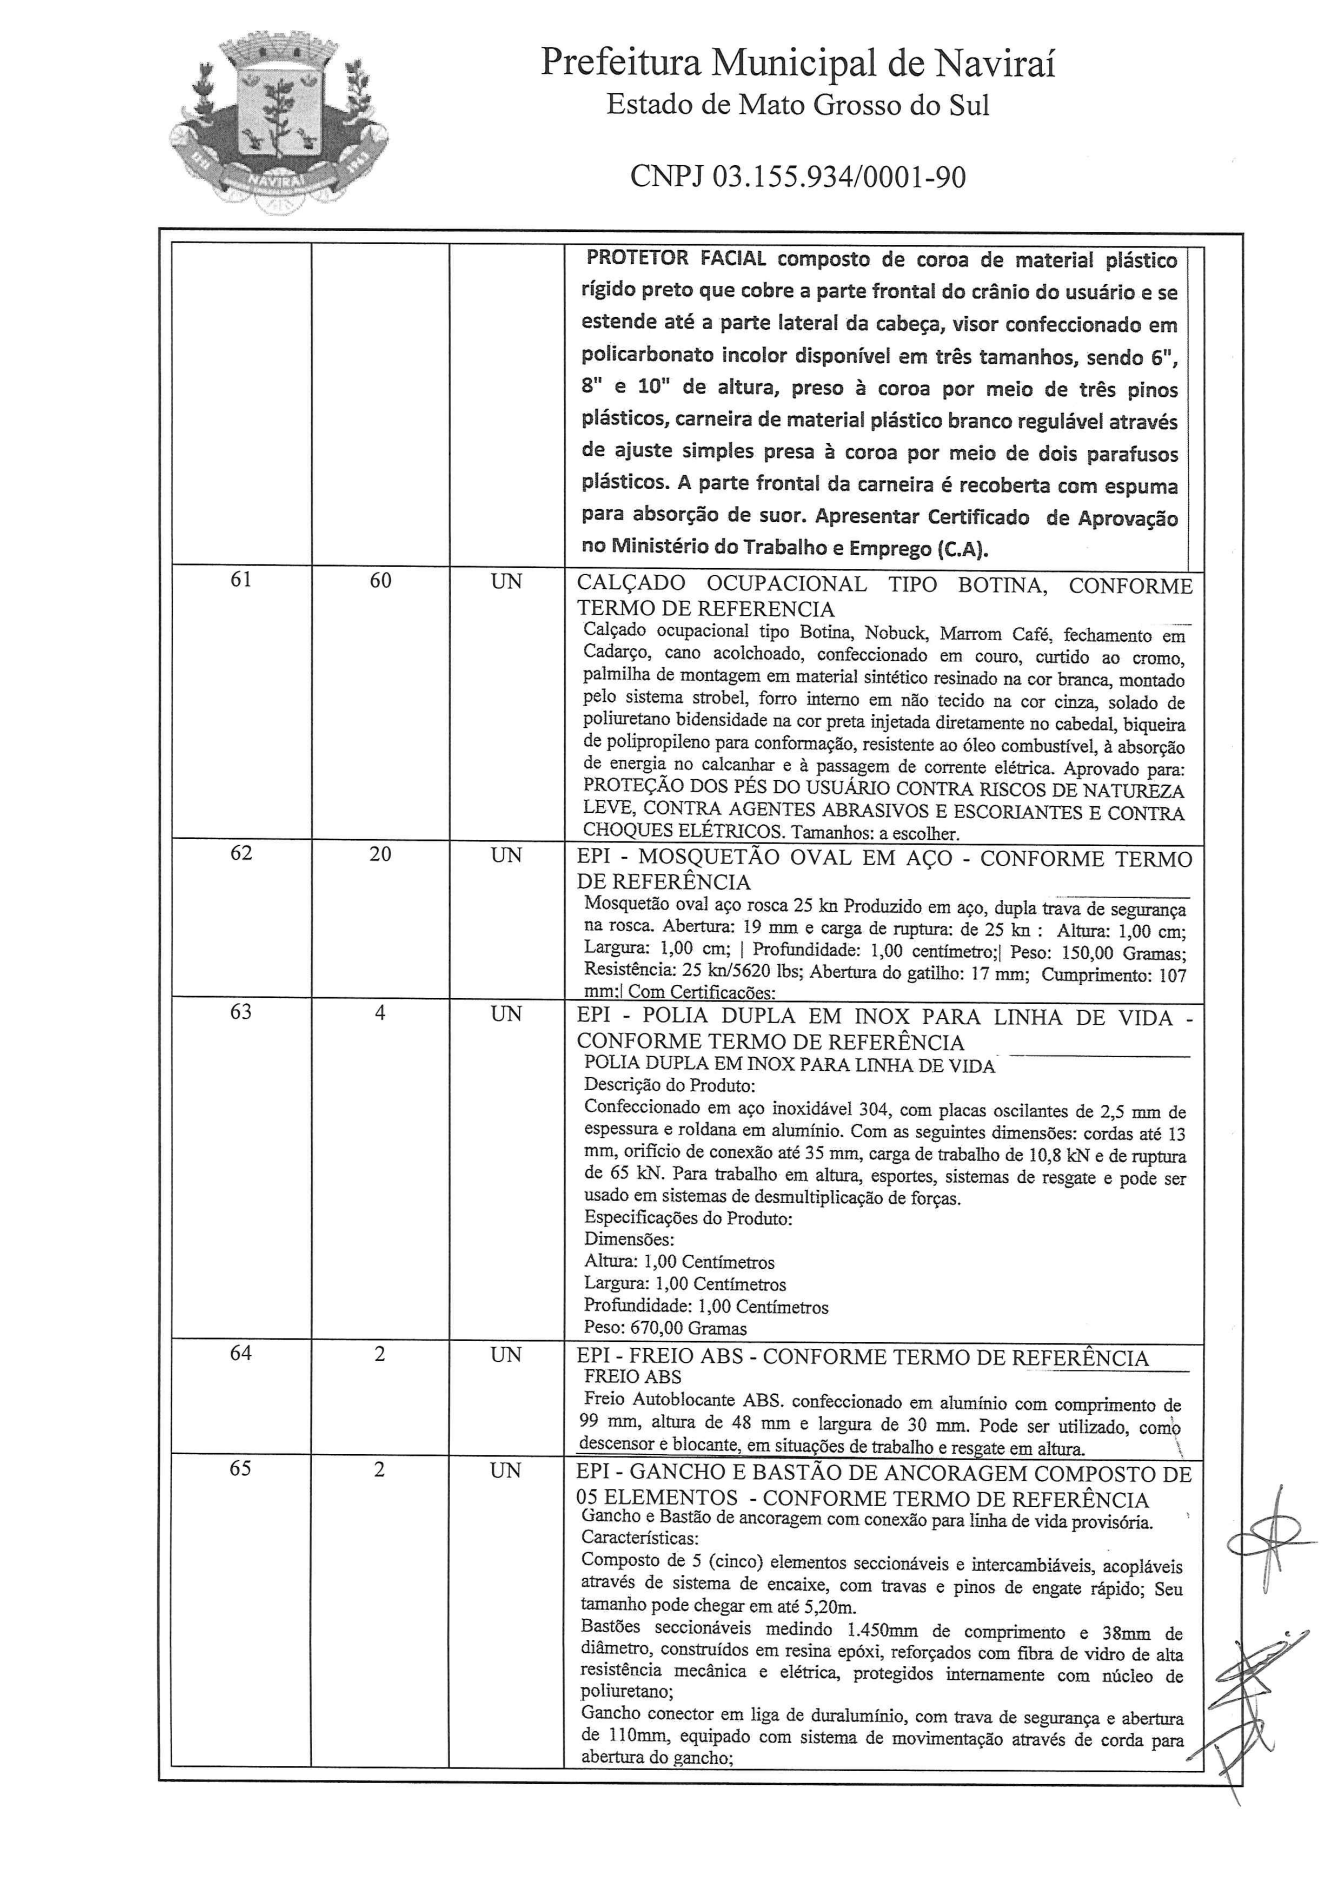 Prefeitura Municipal de Naviraí
Estado de Mato Grosso do Sul
CNPJ 03.155.934/0001-90
NAVIRAÍ
1963
PROTETOR FACIAL composto de coroa de material plástico
rígido preto que cobre a parte frontal do crânio do usuário e se
estende até a parte lateral da cabeça, visor confeccionado em
policarbonato incolor disponível em três tamanhos, sendo 6",
8" e 10" de altura, preso à coroa por meio de três pinos
plásticos, carneira de material plástico branco regulável através
de ajuste simples presa à coroa por meio de dois parafusos
plásticos. A parte frontal da carneira é recoberta com espuma
para absorção de suor. Apresentar Certificado de Aprovação
no Ministério do Trabalho e Emprego (C.A).
61 60 UN CALÇADO OCUPACIONAL TIPO BOTINA, CONFORME
TERMO DE REFERENCIA
Calçado ocupacional tipo Botina, Nobuck, Marrom Café, fechamento em
Cadarço, cano acolchoado, confeccionado em couro, curtido ao cromo,
palmilha de montagem em material sintético resinado na cor branca, montado
pelo sistema strobel, forro interno em não tecido na cor cinza, solado de
poliuretano bidensidade na cor preta injetada diretamente no cabedal, biqueira
de polipropileno para conformação, resistente ao óleo combustível, à absorção
de energia no calcanhar e à passagem de corrente elétrica. Aprovado para:
PROTEÇÃO DOS PÉS DO USUÁRIO CONTRA RISCOS DE NATUREZA
LEVE, CONTRA AGENTES ABRASIVOS E ESCORIANTES E CONTRA
CHOQUES ELÉTRICOS. Tamanhos: a escolher.
62 20 UN EPI - MOSQUETÃO OVAL EM AÇO - CONFORME TERMO
DE REFERÊNCIA
Mosquetão oval aço rosca 25 kn Produzido em aço, dupla trava de segurança
na rosca. Abertura: 19 mm e carga de ruptura: de 25 kn : Altura: 1,00 cm;
Largura: 1,00 cm; | Profundidade: 1,00 centímetro;| Peso: 150,00 Gramas;
Resistência: 25 kn/5620 lbs; Abertura do gatilho: 17 mm; Cumprimento: 107
mm;| Com Certificações:
63 4 UN EPI - POLIA DUPLA EM INOX PARA LINHA DE VIDA -
CONFORME TERMO DE REFERÊNCIA
POLIA DUPLA EM INOX PARA LINHA DE VIDA
Descrição do Produto:
Confeccionado em aço inoxidável 304, com placas oscilantes de 2,5 mm de
espessura e roldana em alumínio. Com as seguintes dimensões: cordas até 13
mm, orifício de conexão até 35 mm, carga de trabalho de 10,8 kN e de ruptura
de 65 kN. Para trabalho em altura, esportes, sistemas de resgate e pode ser
usado em sistemas de desmultiplicação de forças.
Especificações do Produto:
Dimensões:
Altura: 1,00 Centímetros
Largura: 1,00 Centímetros
Profundidade: 1,00 Centímetros
Peso: 670,00 Gramas
64 2 UN EPI - FREIO ABS - CONFORME TERMO DE REFERÊNCIA
FREIO ABS
Freio Autoblocante ABS. confeccionado em alumínio com comprimento de
99 mm, altura de 48 mm e largura de 30 mm. Pode ser utilizado, como
descensor e blocante, em situações de trabalho e resgate em altura.
65 2 UN EPI - GANCHO E BASTÃO DE ANCORAGEM COMPOSTO DE
05 ELEMENTOS - CONFORME TERMO DE REFERÊNCIA
Gancho e Bastão de ancoragem com conexão para linha de vida provisória.
Características:
Composto de 5 (cinco) elementos seccionáveis e intercambiáveis, acopláveis
através de sistema de encaixe, com travas e pinos de engate rápido; Seu
tamanho pode chegar em até 5,20m.
Bastões seccionáveis medindo 1.450mm de comprimento e 38mm de
diâmetro, construídos em resina epóxi, reforçados com fibra de vidro de alta
resistência mecânica e elétrica, protegidos internamente com núcleo de
poliuretano;
Gancho conector em liga de duralumínio, com trava de segurança e abertura
de 110mm, equipado com sistema de movimentação através de corda para
abertura do gancho;